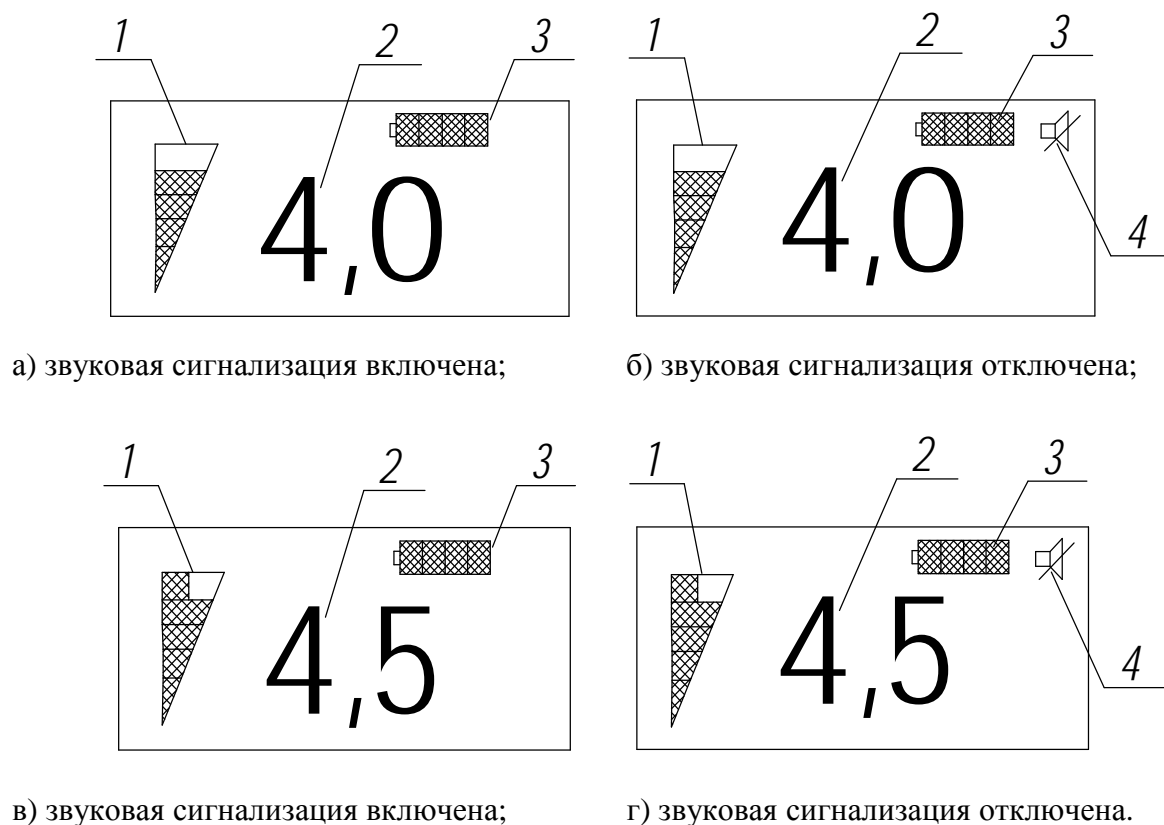 1 2 3 1 2 3
4,0 4,0
4
а) звуковая сигнализация включена; б) звуковая сигнализация отключена;
1 2 3 1 2 3
4,5 4,5
4
в) звуковая сигнализация включена; г) звуковая сигнализация отключена.